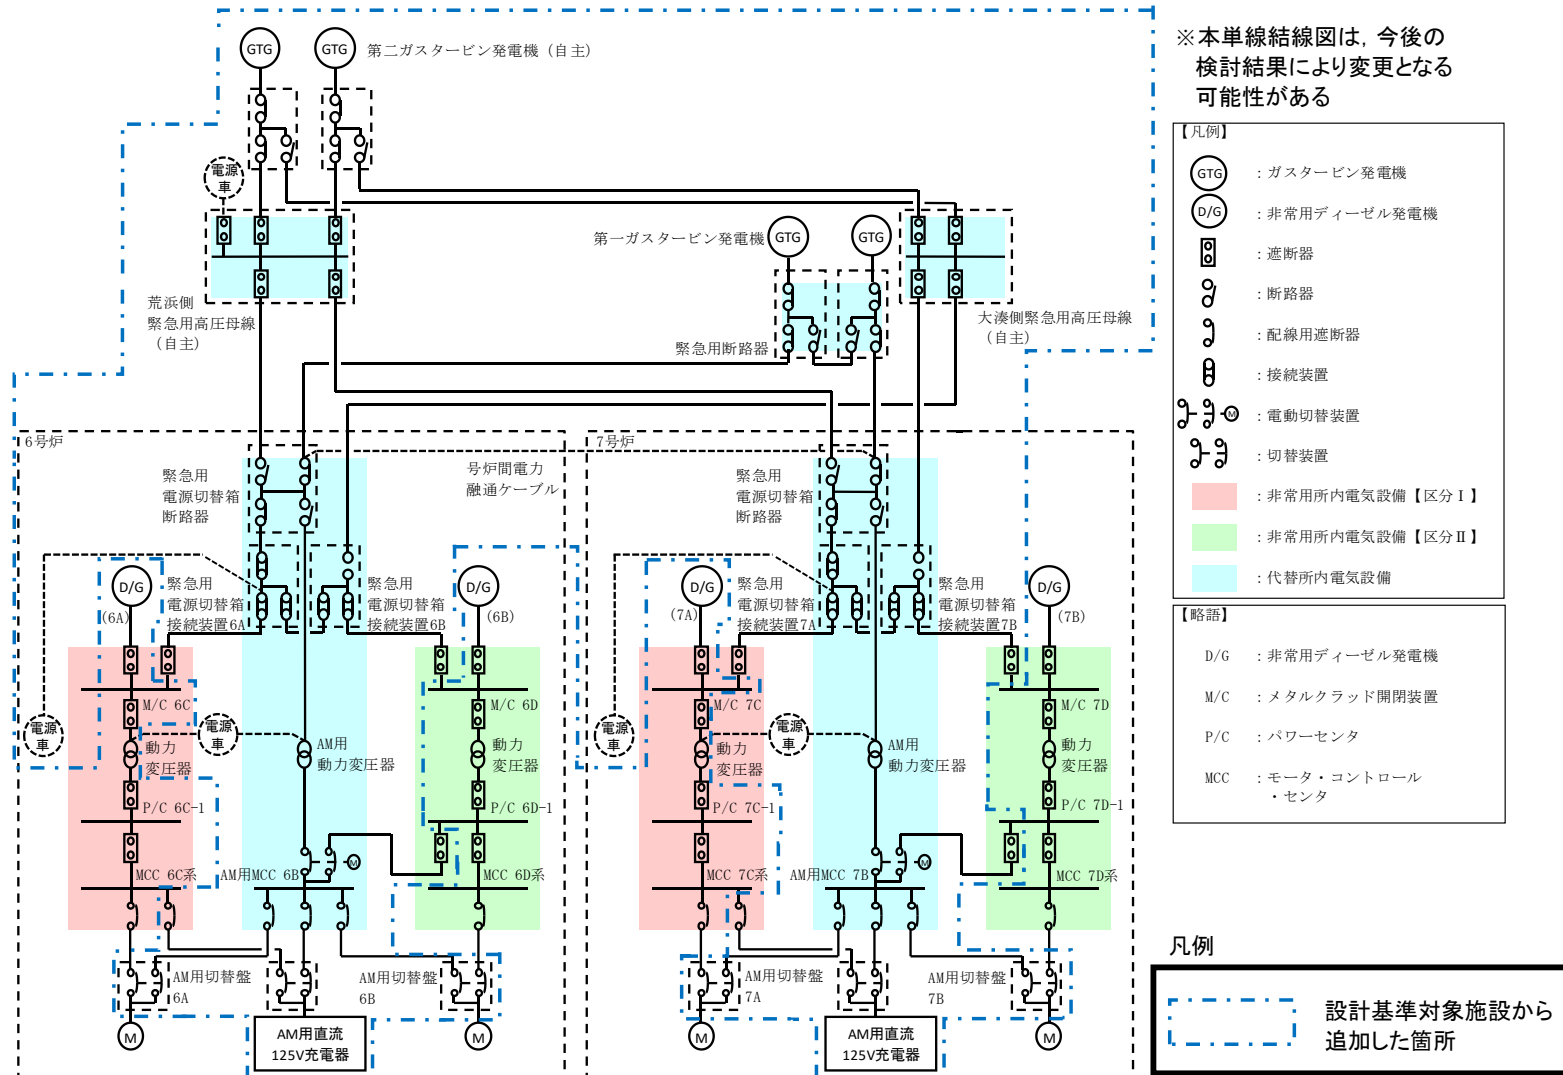 GTG
GTG
第二ガスタービン発電機（自主）
※本単線結線図は，今後の
検討結果により変更となる
可能性がある
電源
車
第一ガスタービン発電機
GTG
GTG
荒浜側
緊急用高圧母線
（自主）
緊急用断路器
大湊側緊急用高圧母線
（自主）
【凡例】
GTG
：ガスタービン発電機
D/G
：非常用ディーゼル発電機
：遮断器
：断路器
：配線用遮断器
：接続装置
M
：電動切替装置
：切替装置
：非常用所内電気設備【区分Ⅰ】
：非常用所内電気設備【区分Ⅱ】
：代替所内電気設備
【略語】
D/G ：非常用ディーゼル発電機
M/C ：メタルクラッド開閉装置
P/C ：パワーセンタ
MCC ：モータ・コントロール
・センタ
6号炉
緊急用
電源切替箱
断路器
号炉間電力
融通ケーブル
D/G
(6A)
緊急用
電源切替箱
接続装置6A
緊急用
電源切替箱
接続装置6B
D/G
(6B)
M/C 6C
M/C 6D
電源
車
電源
車
動力
変圧器
AM用
動力変圧器
動力
変圧器
P/C 6C-1
P/C 6D-1
M
MCC 6C系
AM用MCC 6B
MCC 6D系
AM用切替盤
6A
AM用切替盤
6B
M
AM用直流
125V充電器
M
7号炉
緊急用
電源切替箱
断路器
D/G
(7A)
緊急用
電源切替箱
接続装置7A
緊急用
電源切替箱
接続装置7B
D/G
(7B)
M/C 7C
M/C 7D
電源
車
電源
車
動力
変圧器
AM用
動力変圧器
動力
変圧器
P/C 7C-1
P/C 7D-1
M
MCC 7C系
AM用MCC 7B
MCC 7D系
AM用切替盤
7A
AM用切替盤
7B
M
AM用直流
125V充電器
M
凡例
設計基準対象施設から
追加した箇所